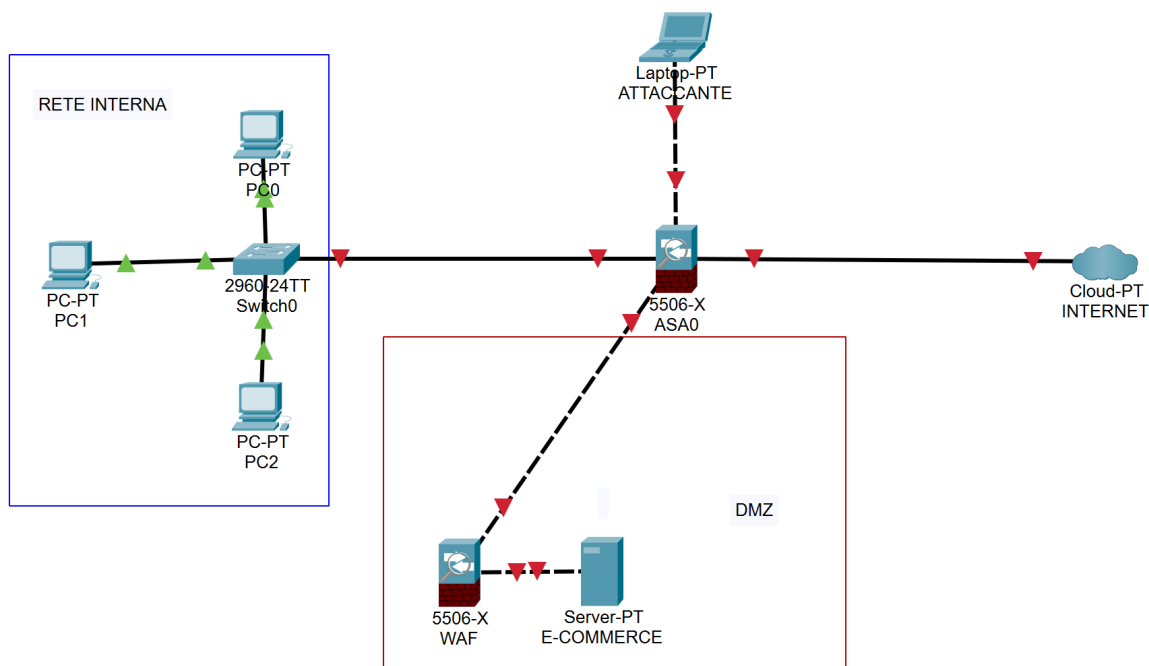 Laptop-PT
ATTACCANTE
RETE INTERNA
PC-PT
PC0
PC-PT
PC1
2960-24TT
Switch0
PC-PT
PC2
5506-X
ASA0
Cloud-PT
INTERNET
DMZ
5506-X
WAF
Server-PT
E-COMMERCE